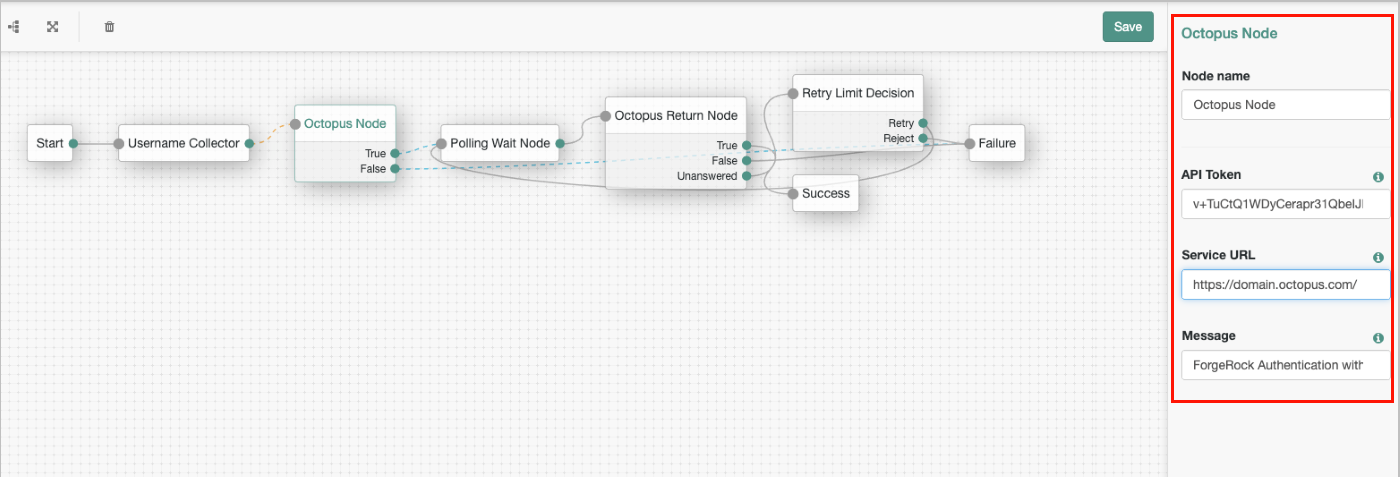 Save
Start
Username Collector
Octopus Node
True
False
Polling Wait Node
Octopus Return Node
True
False
Unanswered
Retry Limit Decision
Retry
Reject
Success
Failure
Octopus Node
Node name
Octopus Node
API Token
Service URL
https://domain.octopus.com/
Message
ForgeRock Authentication with